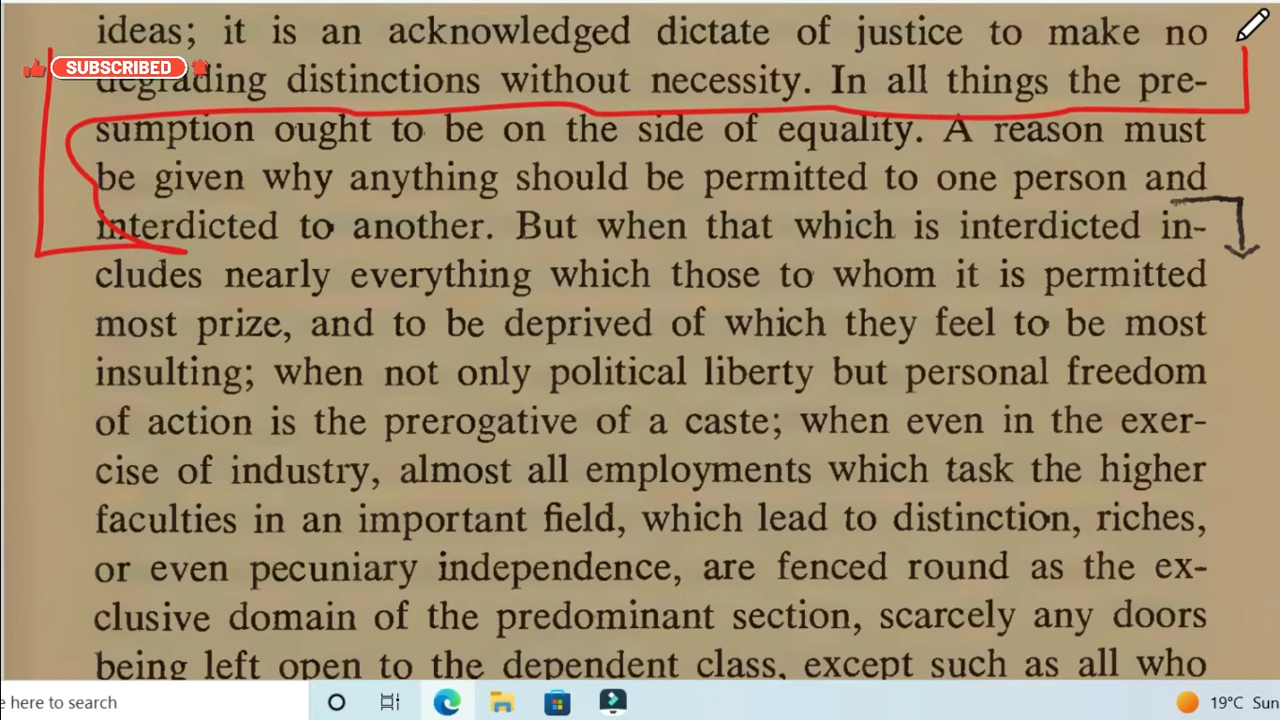 ideas; it is an acknowledged dictate of justice to make no
SUBSCRIBED
degrading distinctions without necessity. In all things the pre-
sumption ought to be on the side of equality. A reason must
be given why anything should be permitted to one person and
interdicted to another. But when that which is interdicted in-
cludes nearly everything which those to whom it is permitted
most prize, and to be deprived of which they feel to be most
insulting; when not only political liberty but personal freedom
of action is the prerogative of a caste; when even in the exer-
cise of industry, almost all employments which task the higher
faculties in an important field, which lead to distinction, riches,
or even pecuniary independence, are fenced round as the ex-
clusive domain of the predominant section, scarcely any doors
being left open to the dependent class, except such as all who
e here to search
19°C Sun